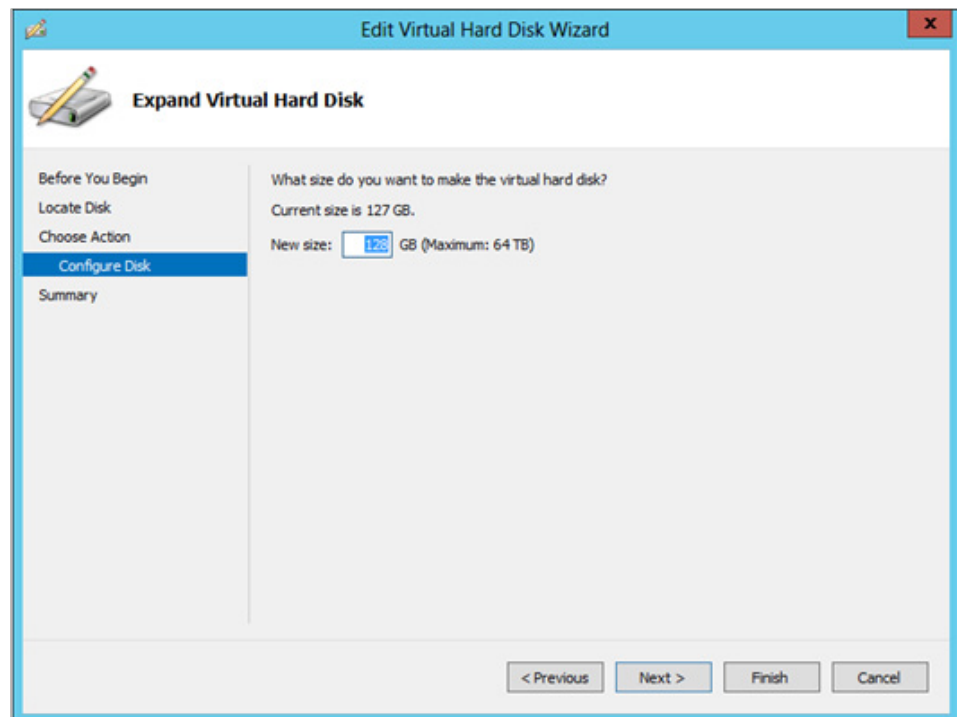 Edit Virtual Hard Disk Wizard
x
Expand Virtual Hard Disk
Before You Begin
Locate Disk
Choose Action
Configure Disk
Summary
What size do you want to make the virtual hard disk?
Current size is 127 GB.
New size: 128 GB (Maximum: 64 TB)
< Previous Next > Finish Cancel